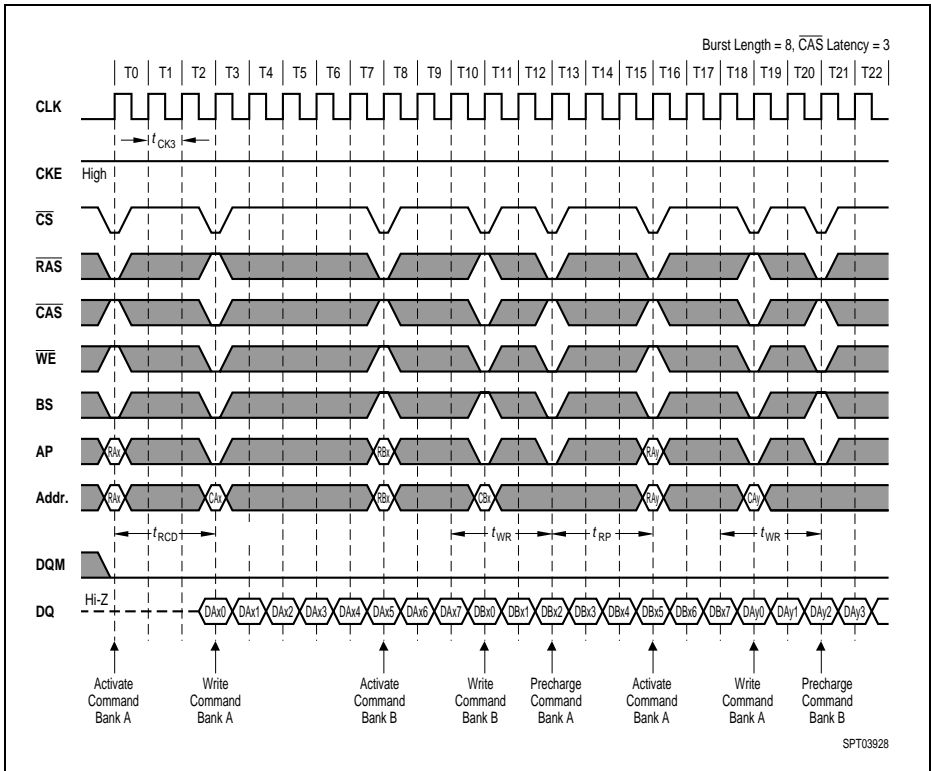 Burst Length = 8, CAS Latency = 3
T0 T1 T2 T3 T4 T5 T6 T7 T8 T9 T10 T11 T12 T13 T14 T15 T16 T17 T18 T19 T20 T21 T22
CLK
tCK3
CKE High
CS
RAS
CAS
WE
BS
AP RAx RBx RAy
Addr. RAx CAx RBx CBx RAy CAy
tRCD tWR tRP tWR
DQM
DQ Hi-Z DAx0 DAx1 DAx2 DAx3 DAx4 DAx5 DAx6 DAx7 DBx0 DBx1 DBx2 DBx3 DBx4 DBx5 DBx6 DBx7 DAy0 DAy1 DAy2 DAy3
Activate Write Activate Write Precharge Activate Write Precharge
Command Command Command Command Command Command Command Command
Bank A Bank A Bank B Bank B Bank A Bank A Bank A Bank B
SPT03928